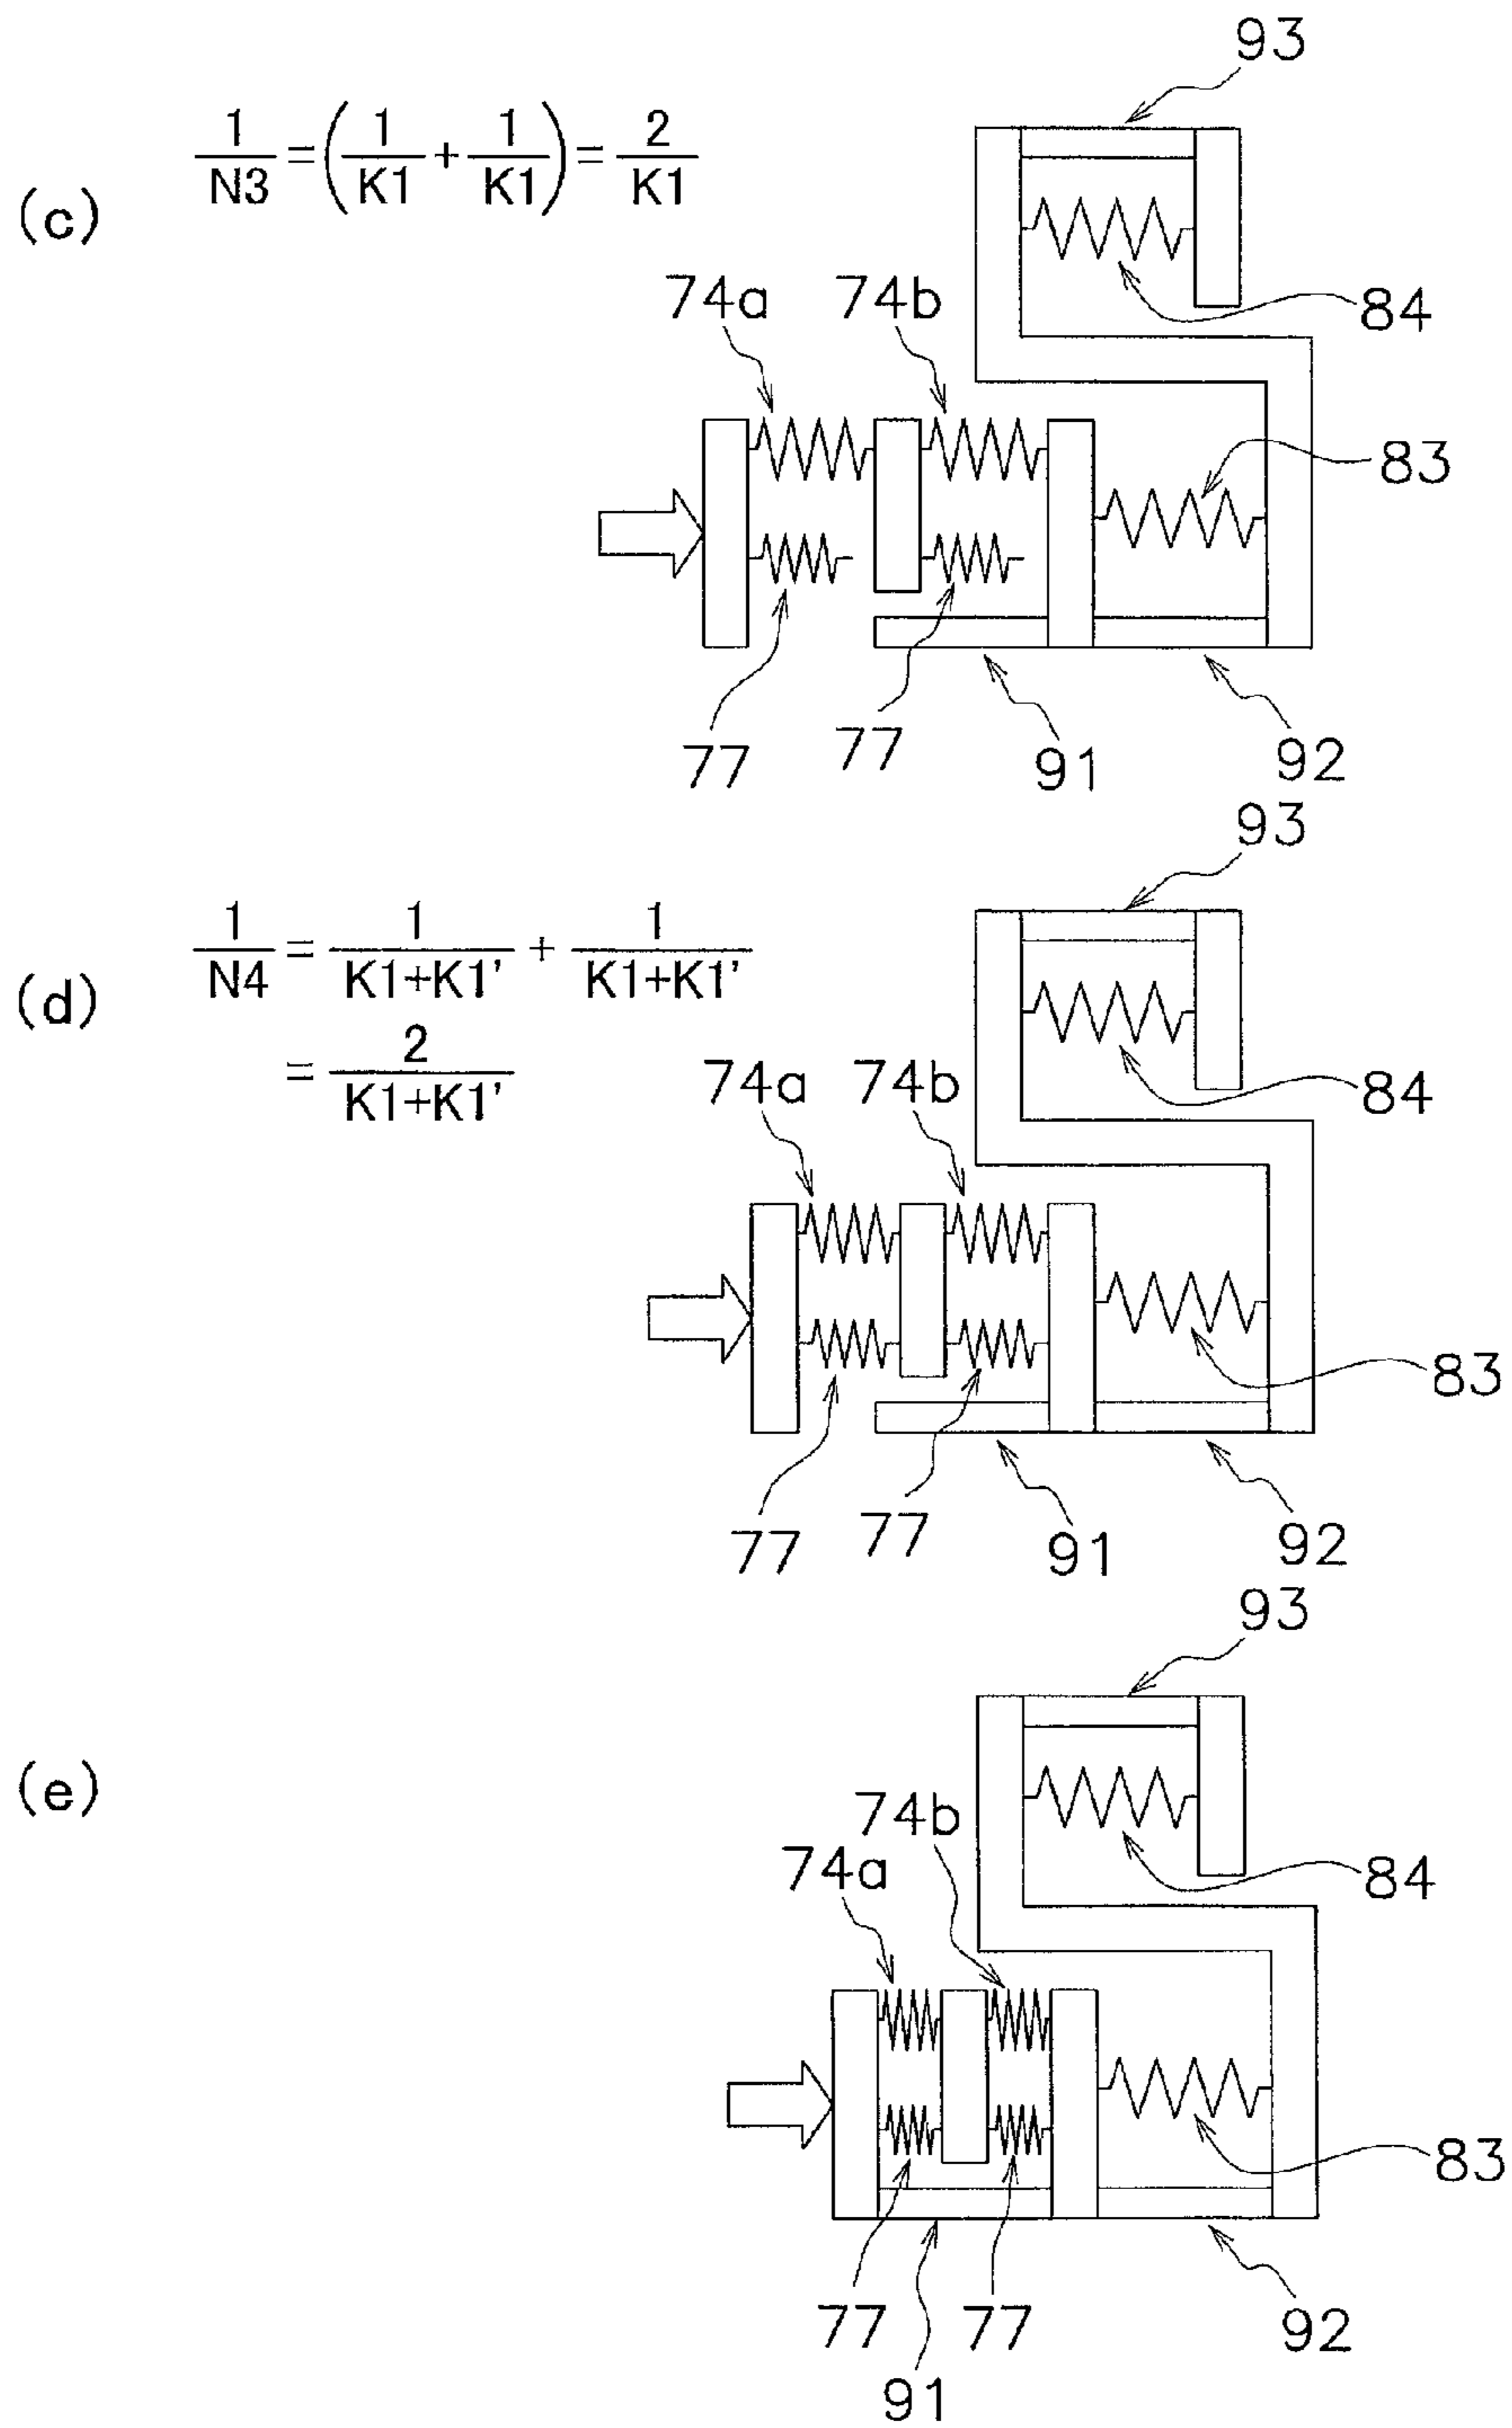 93
(c) 1/N3=(1/K1+1/K1)=2/K1
74a 74b 84
83
77 77 91 92
93
(d) 1/N4=1/(K1+K1')+1/(K1+K1')
=2/(K1+K1')
74a 74b 84
83
77 77 91 92
93
(e)
74b
74a 84
83
77 77 92
91